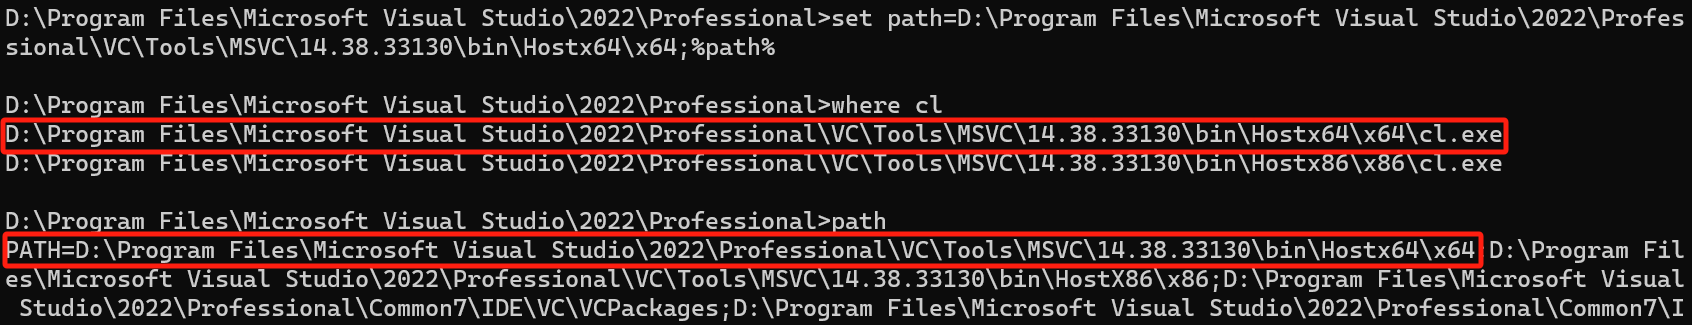 D:\Program Files\Microsoft Visual Studio\2022\Professional>set path=D:\Program Files\Microsoft Visual Studio\2022\Profes
sional\VC\Tools\MSVC\14.38.33130\bin\Hostx64\x64;%path%
D:\Program Files\Microsoft Visual Studio\2022\Professional>where cl
D:\Program Files\Microsoft Visual Studio\2022\Professional\VC\Tools\MSVC\14.38.33130\bin\Hostx64\x64\cl.exe
D:\Program Files\Microsoft Visual Studio\2022\Professional\VC\Tools\MSVC\14.38.33130\bin\Hostx86\x86\cl.exe
D:\Program Files\Microsoft Visual Studio\2022\Professional>path
PATH=D:\Program Files\Microsoft Visual Studio\2022\Professional\VC\Tools\MSVC\14.38.33130\bin\Hostx64\x64;D:\Program Fil
es\Microsoft Visual Studio\2022\Professional\VC\Tools\MSVC\14.38.33130\bin\HostX86\x86;D:\Program Files\Microsoft Visual
 Studio\2022\Professional\Common7\IDE\VC\VCPackages;D:\Program Files\Microsoft Visual Studio\2022\Professional\Common7\I